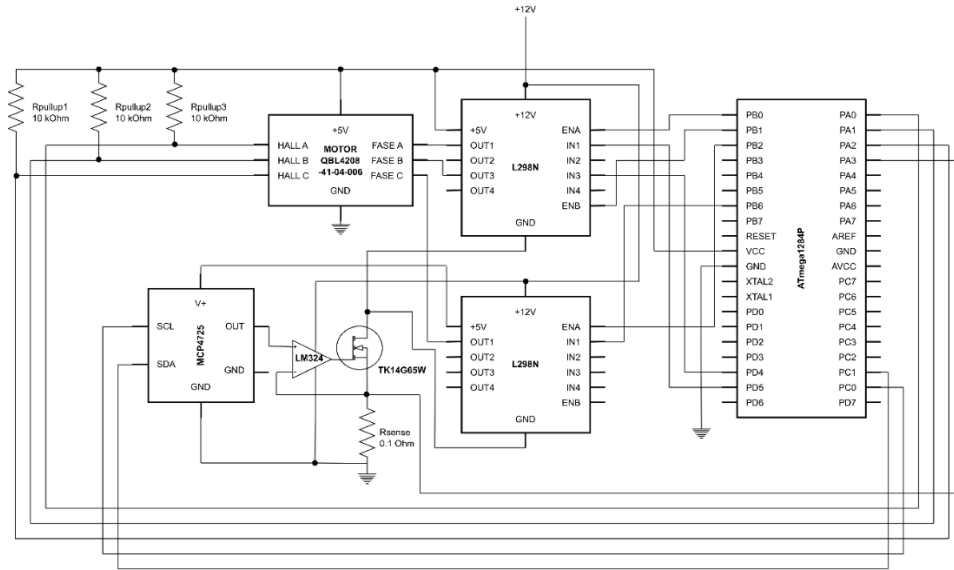 +12V
Rpullup1
10 kOhm
Rpullup2
10 kOhm
Rpullup3
10 kOhm
+5V
MOTOR
QBL4208
-41-04-006
HALL A
HALL B
HALL C
FASE A
FASE B
FASE C
GND
+12V
+5V
OUT1
OUT2
OUT3
OUT4
L298N
ENA
IN1
IN2
IN3
IN4
ENB
GND
PB0
PB1
PB2
PB3
PB4
PB5
PB6
PB7
RESET
VCC
GND
XTAL2
XTAL1
PD0
PD1
PD2
PD3
PD4
PD5
PD6
ATmega1284P
PA0
PA1
PA2
PA3
PA4
PA5
PA6
PA7
AREF
GND
AVCC
PC7
PC6
PC5
PC4
PC3
PC2
PC1
PC0
PD7
V+
SCL
SDA
MCP4725
OUT
GND
GND
LM324
TK14G65W
Rsense
0.1 Ohm
+12V
+5V
OUT1
OUT2
OUT3
OUT4
L298N
ENA
IN1
IN2
IN3
IN4
ENB
GND